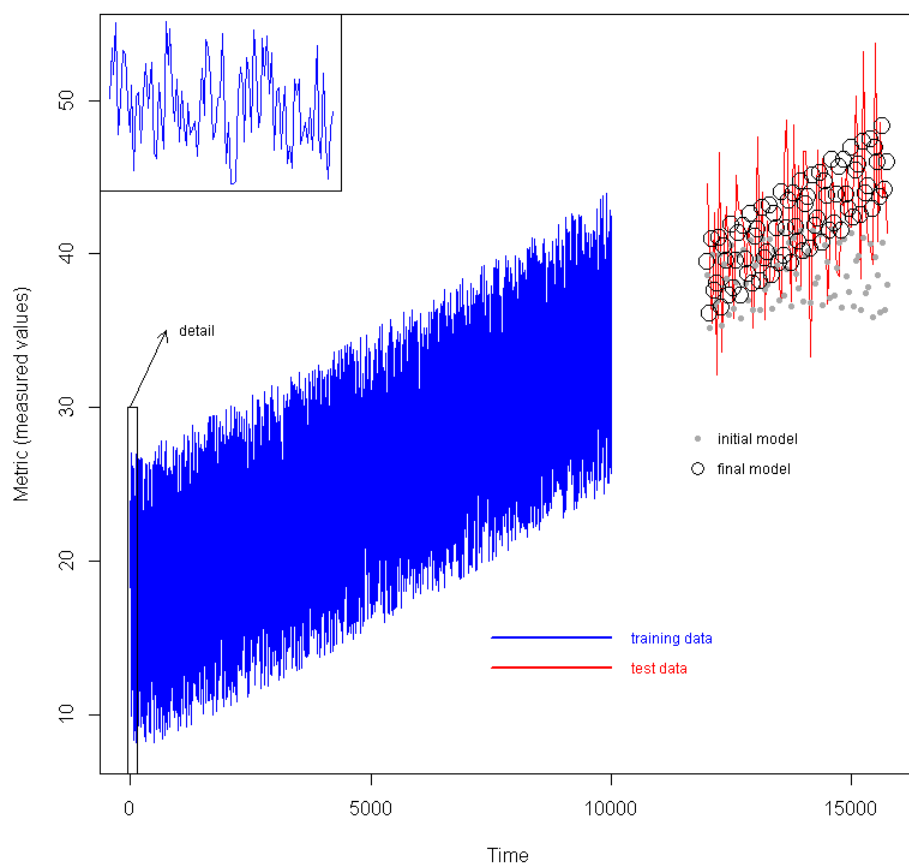 50
40
30
20
10
Metric (measured values)
detail
initial model
final model
training data
test data
0
5000
10000
15000
Time